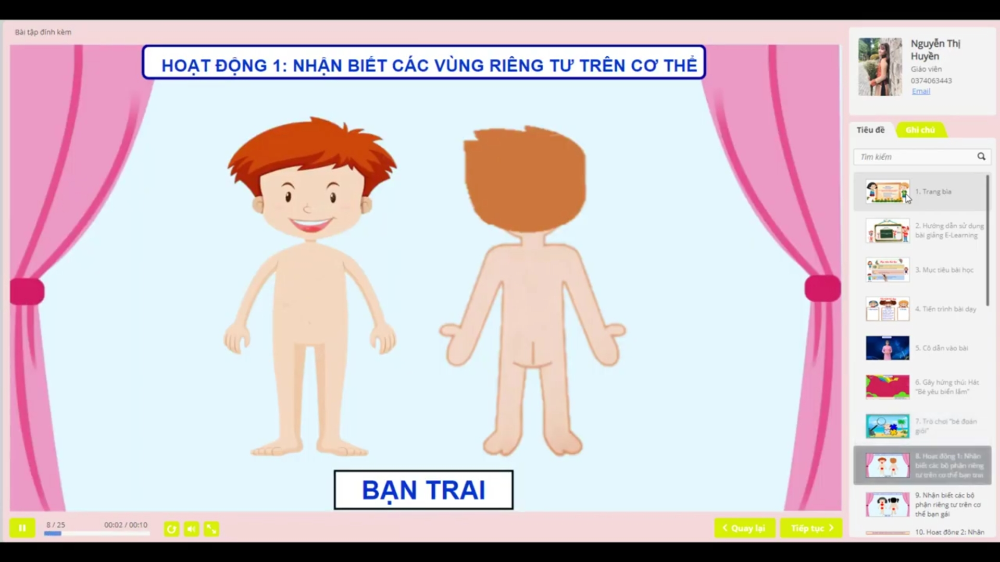 Bài tập đính kèm
HOẠT ĐỘNG 1: NHẬN BIẾT CÁC VÙNG RIÊNG TƯ TRÊN CƠ THỂ
BẠN TRAI
8 / 25
00:02 / 00:10
Quay lại
Tiếp tục
Nguyễn Thị
Huyền
Giáo viên
0374063443
Email
Tiêu đề
Ghi chú
Tìm kiếm
1. Trang bìa
2. Hướng dẫn sử dụng
bài giảng E-Learning
3. Mục tiêu bài học
4. Tiến trình bài dạy
5. Cô dẫn vào bài
6. Gây hứng thú: Hát
"Bé yêu biển lắm"
7. Trò chơi "bé đoán
giỏi"
8. Hoạt động 1: Nhận
biết các bộ phận riêng
tư trên cơ thể bạn trai
9. Nhận biết các bộ
phận riêng tư trên cơ
thể bạn gái
10. Hoạt động 2: Nhận